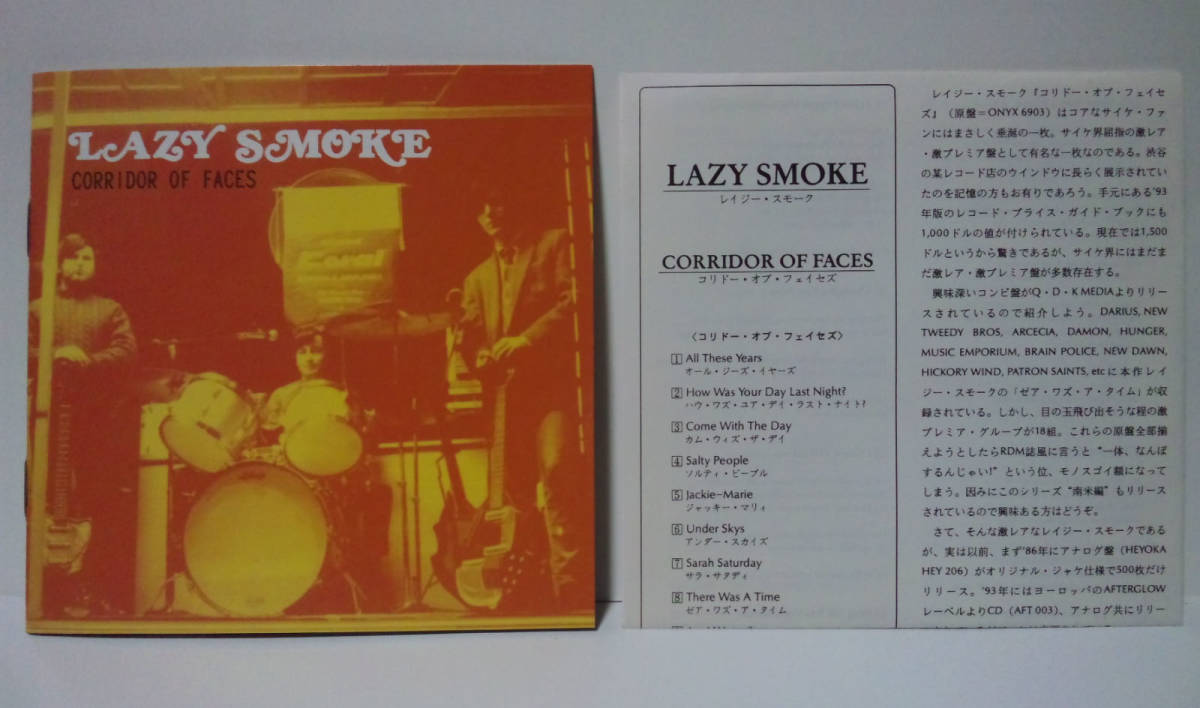 LAZY SMOKE
CORRIDOR OF FACES
LAZY SMOKE
レイジー・スモーク
CORRIDOR OF FACES
コリドー・オブ・フェイセズ
〈コリドー・オブ・フェイセズ〉
1 All These Years
オール・ジーズ・イヤーズ
2 How Was Your Day Last Night?
ハウ・ワズ・ユア・デイ・ラスト・ナイト?
3 Come With The Day
カム・ウィズ・ザ・デイ
4 Salty People
ソルティ・ピープル
5 Jackie-Marie
ジャッキー・マリィ
6 Under Skys
アンダー・スカイズ
7 Sarah Saturday
サラ・サタディ
8 There Was A Time
ゼア・ワズ・ア・タイム
レイジー・スモーク『コリドー・オブ・フェイセ
ズ』(原盤=ONYX 6903)はコアなサイケ・ファ
ンにはまさしく垂涎の一枚。サイケ界屈指の激レア
・激プレミア盤として有名な一枚なのである。渋谷
の某レコード店のウインドウに長らく展示されてい
たのを記憶の方もお有りであろう。手元にある'93
年版のレコード・プライス・ガイド・ブックにも
1,000ドルの値が付けられている。現在では1,500
ドルというから驚きであるが、サイケ界にはまだま
だ激レア・激プレミア盤が多数存在する。
興味深いコンピ盤がQ・D・K MEDIAよりリリー
スされているので紹介しよう。DARIUS, NEW
TWEEDY BROS, ARCECIA, DAMON, HUNGER,
MUSIC EMPORIUM, BRAIN POLICE, NEW DAWN,
HICKORY WIND, PATRON SAINTS, etcに本作レイ
ジー・スモークの「ゼア・ワズ・ア・タイム」が収
録されている。しかし、目の玉飛び出そうな程の激
プレミア・グループが18組。これらの原盤全部揃
えようとしたらRDM誌風に言うと“一体、なんぼ
するんじゃい!”という位、モノスゴイ額になって
しまう。因みにこのシリーズ“南米編”もリリース
されているので興味ある方はどうぞ。
さて、そんな激レアなレイジー・スモークである
が、実は以前、まず'86年にアナログ盤(HEYOKA
HEY 206)がオリジナル・ジャケ仕様で500枚だけ
リリース。'93年にはヨーロッパのAFTERGLOW
レーベルよりCD(AFT 003)、アナログ共にリリー